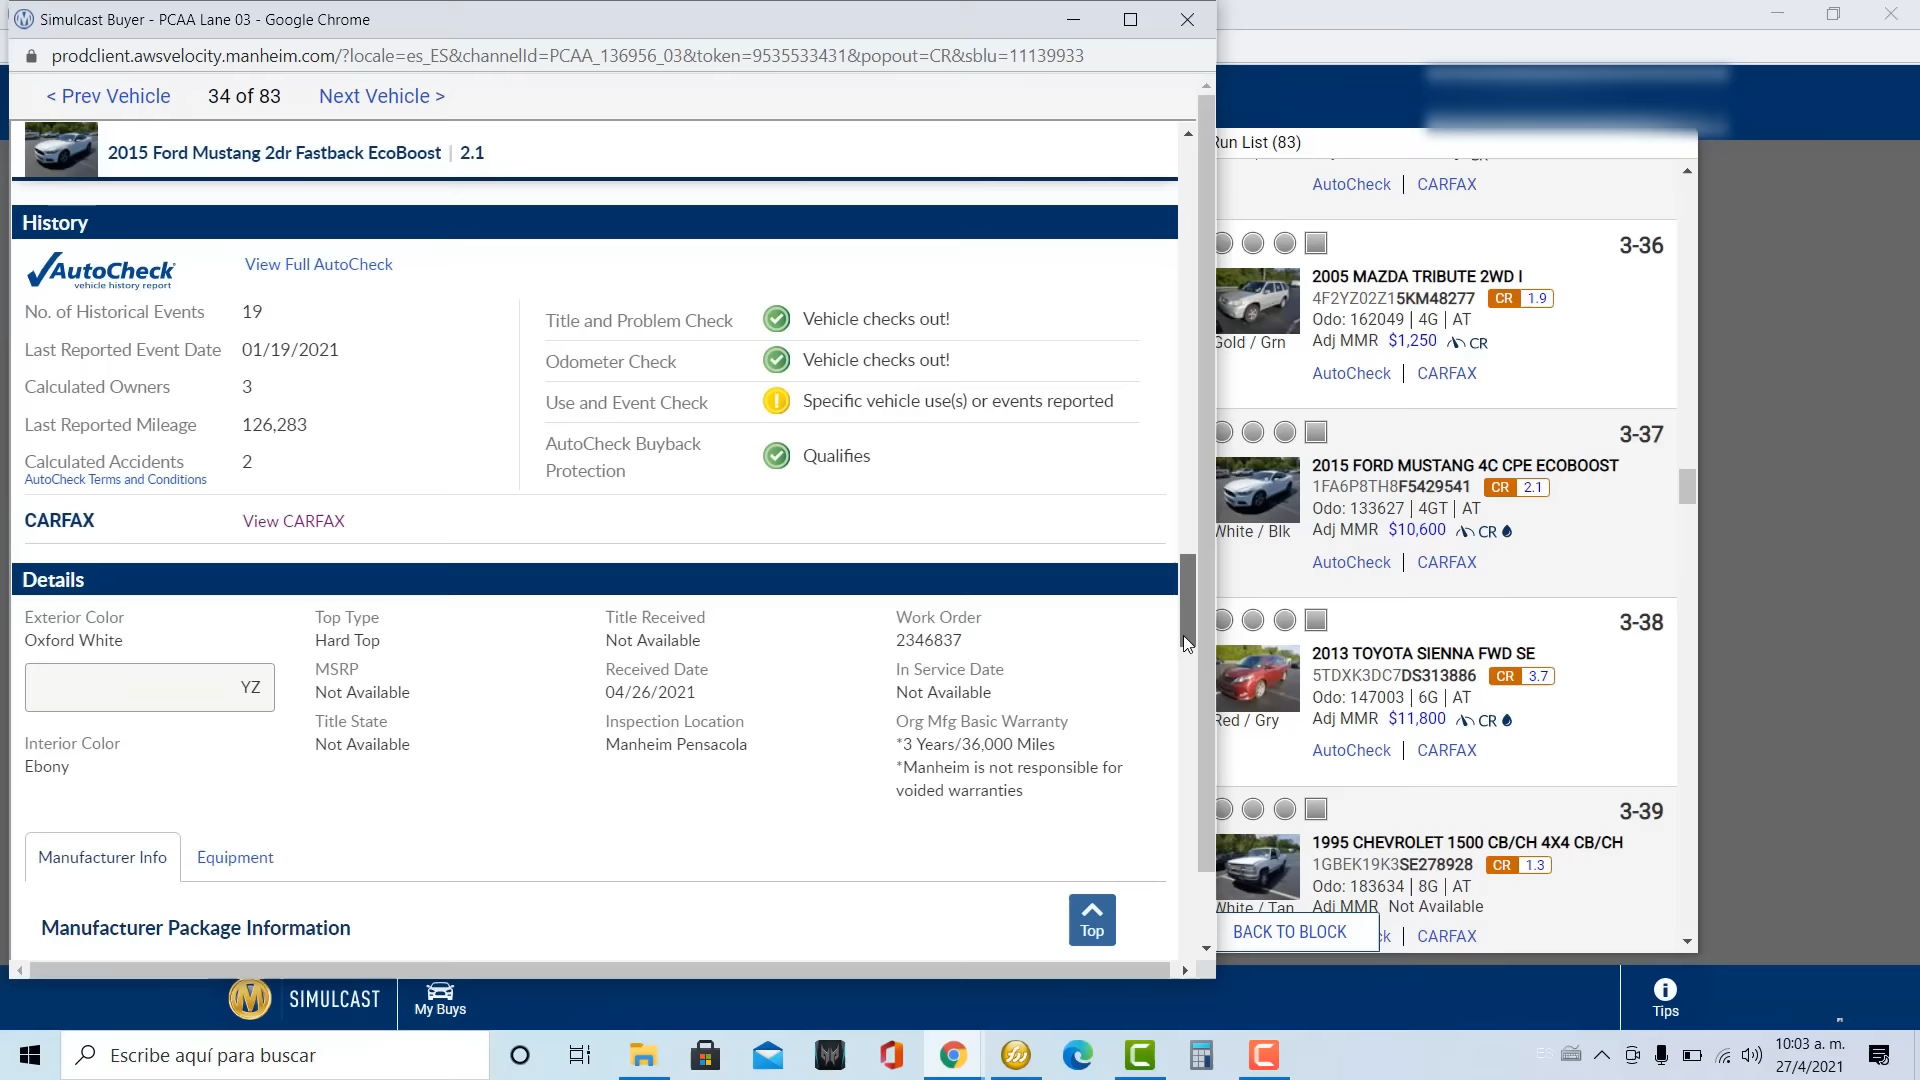 Simulcast Buyer - PCAA Lane 03 - Google Chrome
prodclient.awsvelocity.manheim.com/?locale=es_ES&channelId=PCAA_136956_03&token=9535533431&popout=CR&sblu=11139933
< Prev Vehicle 34 of 83 Next Vehicle >
2015 Ford Mustang 2dr Fastback EcoBoost | 2.1
History
AutoCheck
vehicle history report
View Full AutoCheck
No. of Historical Events 19
Last Reported Event Date 01/19/2021
Calculated Owners 3
Last Reported Mileage 126,283
Calculated Accidents 2
AutoCheck Terms and Conditions
Title and Problem Check Vehicle checks out!
Odometer Check Vehicle checks out!
Use and Event Check Specific vehicle use(s) or events reported
AutoCheck Buyback
Protection
Qualifies
CARFAX View CARFAX
Details
Exterior Color
Oxford White
YZ
Interior Color
Ebony
Top Type
Hard Top
MSRP
Not Available
Title State
Not Available
Title Received
Not Available
Received Date
04/26/2021
Inspection Location
Manheim Pensacola
Work Order
2346837
In Service Date
Not Available
Org Mfg Basic Warranty
*3 Years/36,000 Miles
*Manheim is not responsible for
voided warranties
Manufacturer Info Equipment
Manufacturer Package Information
Top
Run List (83)
AutoCheck | CARFAX
3-36
2005 MAZDA TRIBUTE 2WD I
4F2YZ02Z15KM48277 CR 1.9
Odo: 162049 | 4G | AT
Gold / Grn
Adj MMR $1,250 CR
AutoCheck | CARFAX
3-37
2015 FORD MUSTANG 4C CPE ECOBOOST
1FA6P8TH8F5429541 CR 2.1
Odo: 133627 | 4GT | AT
White / Blk
Adj MMR $10,600 CR
AutoCheck | CARFAX
3-38
2013 TOYOTA SIENNA FWD SE
5TDXK3DC7DS313886 CR 3.7
Odo: 147003 | 6G | AT
Red / Gry
Adj MMR $11,800 CR
AutoCheck | CARFAX
3-39
1995 CHEVROLET 1500 CB/CH 4X4 CB/CH
1GBEK19K3SE278928 CR 1.3
Odo: 183634 | 8G | AT
White / Tan
Adj MMR Not Available
BACK TO BLOCK
CARFAX
SIMULCAST
My Buys
Tips
Escribe aquí para buscar
10:03 a. m.
27/4/2021